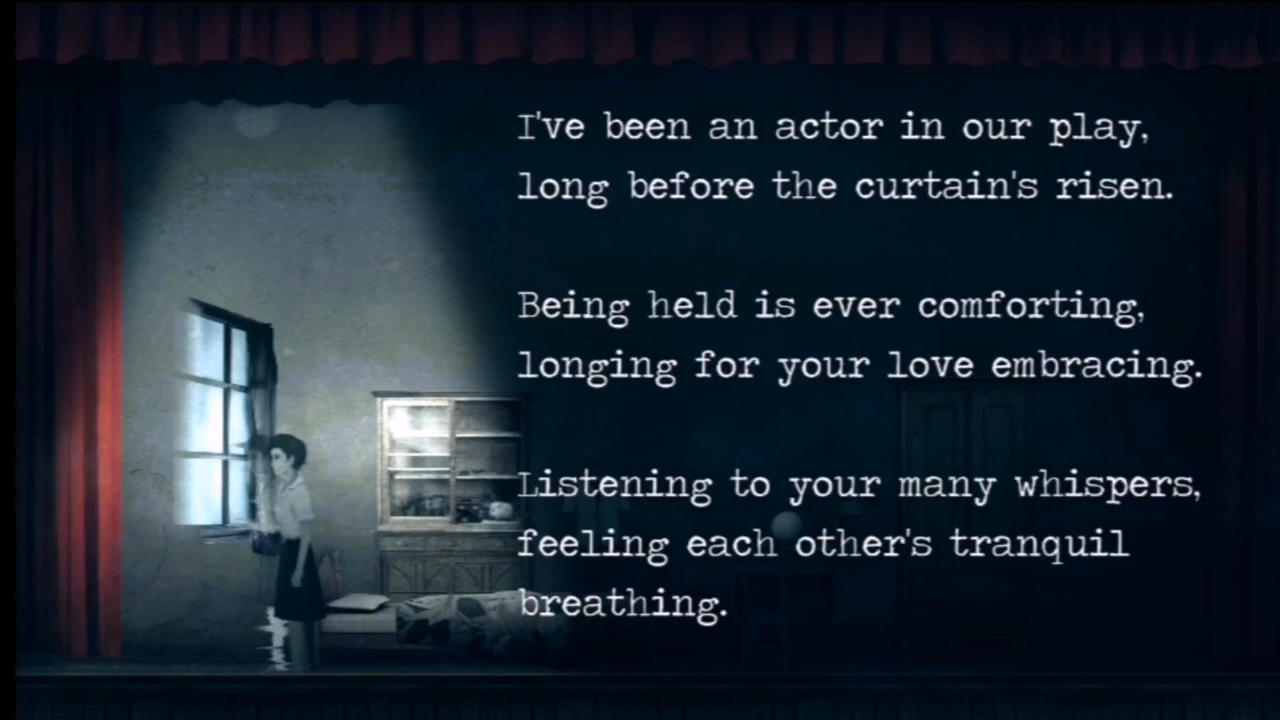 I've been an actor in our play,
long before the curtain's risen.
Being held is ever comforting,
longing for your love embracing.
Listening to your many whispers,
feeling each other's tranquil
breathing.